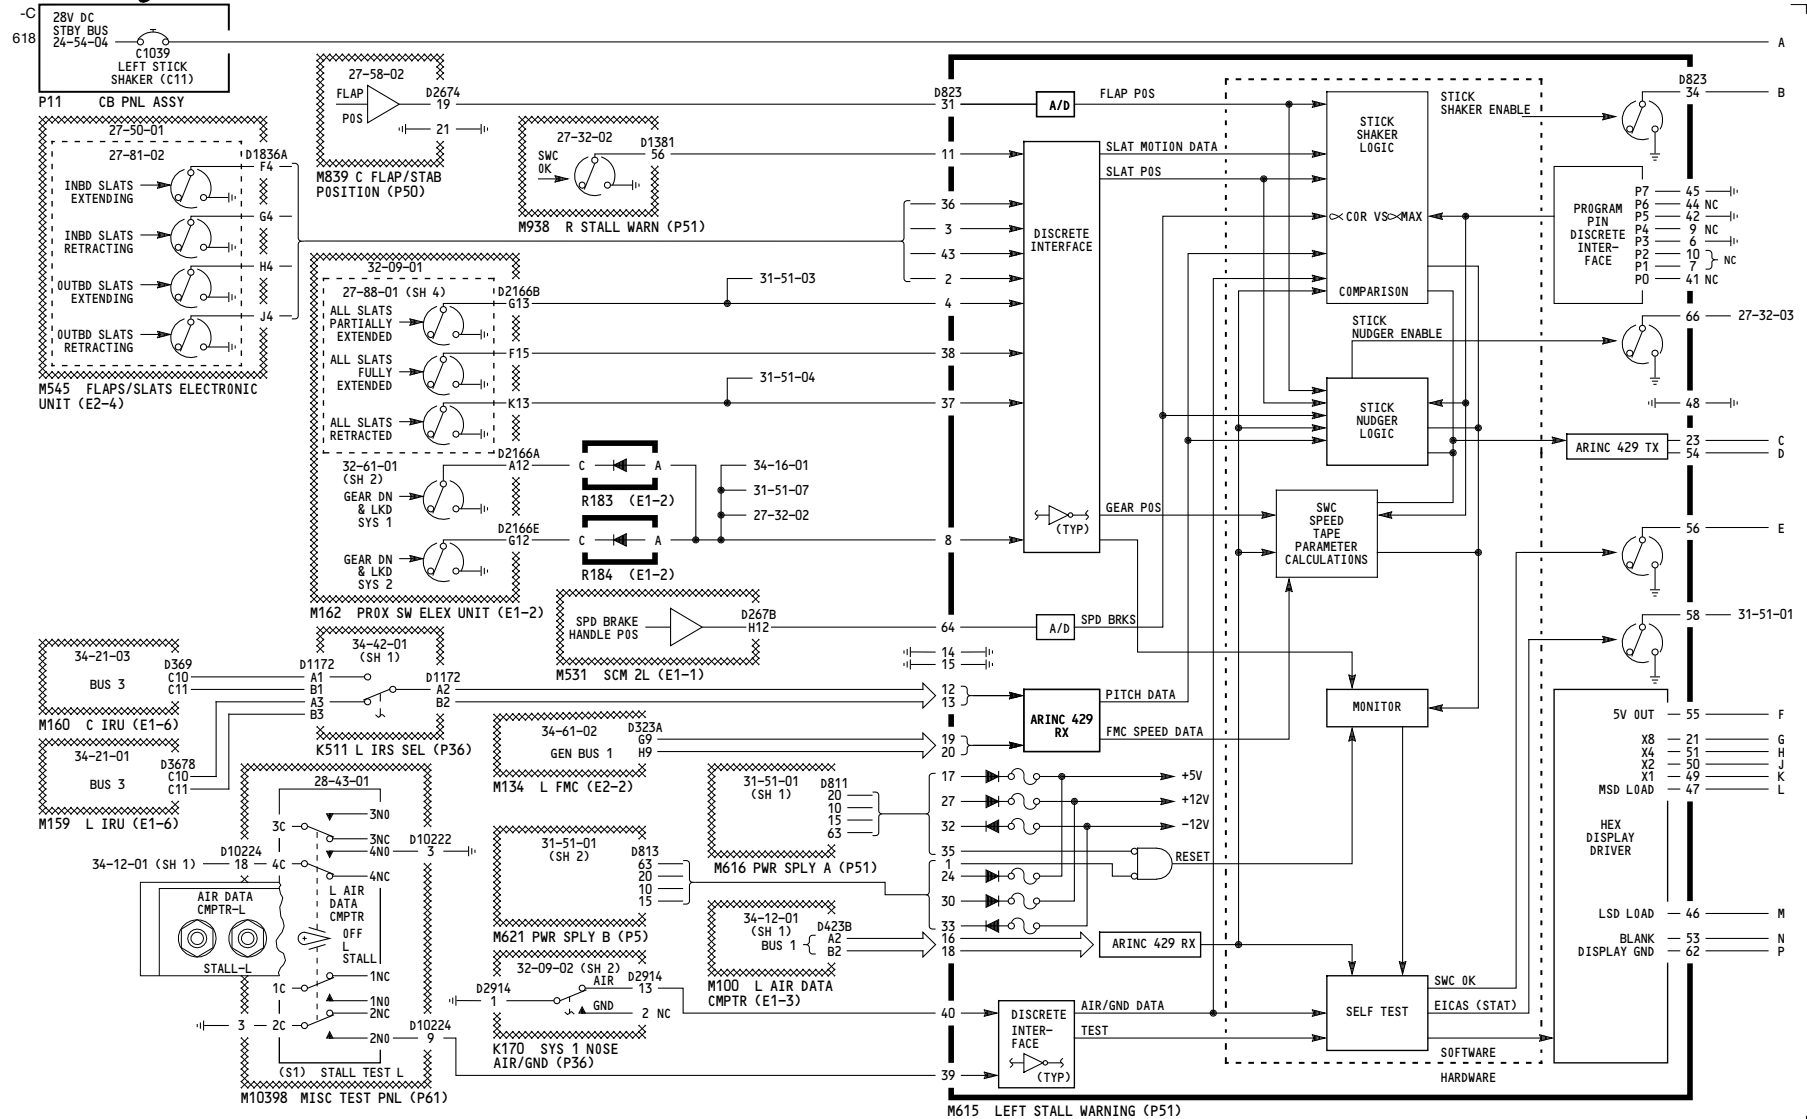 -C
618
28V DC
STBY BUS
24-54-04
C1039
LEFT STICK
SHAKER (C11)
P11 CB PNL ASSY
A
27-50-01
27-81-02
INBD SLATS
EXTENDING
INBD SLATS
RETRACTING
OUTBD SLATS
EXTENDING
OUTBD SLATS
RETRACTING
D1836A
F4
G4
H4
J4
M545 FLAPS/SLATS ELECTRONIC
UNIT (E2-4)
27-58-02
FLAP
POS
D2674
19
21
M839 C FLAP/STAB
POSITION (P50)
27-32-02
SWC
OK
D1381
56
M938 R STALL WARN (P51)
32-09-01
27-88-01 (SH 4)
ALL SLATS
PARTIALLY
EXTENDED
ALL SLATS
FULLY
EXTENDED
ALL SLATS
RETRACTED
D2166B
G13
F15
K13
31-51-03
31-51-04
32-61-01
(SH 2)
GEAR DN
& LKD
SYS 1
GEAR DN
& LKD
SYS 2
D2166A
A12
D2166E
G12
M162 PROX SW ELEX UNIT (E1-2)
C A
R183 (E1-2)
C A
R184 (E1-2)
34-16-01
31-51-07
27-32-02
SPD BRAKE
HANDLE POS
D267B
H12
M531 SCM 2L (E1-1)
34-21-03
BUS 3
D369
C10
C11
M160 C IRU (E1-6)
34-21-01
BUS 3
D3678
C10
C11
M159 L IRU (E1-6)
34-42-01
(SH 1)
D1172
A1
B1
A3
B3
D1172
A2
B2
K511 L IRS SEL (P36)
34-61-02
GEN BUS 1
D323A
G9
H9
M134 L FMC (E2-2)
31-51-01
(SH 1)
D811
20
10
15
63
M616 PWR SPLY A (P51)
31-51-01
(SH 2)
D813
63
20
10
15
M621 PWR SPLY B (P5)
34-12-01
(SH 1)
BUS 1
D423B
A2
B2
M100 L AIR DATA
CMPTR (E1-3)
32-09-02 (SH 2)
D2914
1
AIR
GND
D2914
13
2 NC
K170 SYS 1 NOSE
AIR/GND (P36)
28-43-01
3C
3NO
3NC
4NO
4C
4NC
D10222
3
34-12-01 (SH 1)
D10224
18
AIR DATA
CMPTR-L
STALL-L
L AIR
DATA
CMPTR
OFF
L
STALL
1C
1NC
1NO
3
2C
2NC
2NO
D10224
9
(S1) STALL TEST L
M10398 MISC TEST PNL (P61)
D823
31
11
36
3
43
2
4
38
37
8
64
14
15
12
13
19
20
17
27
32
35
1
24
30
33
16
18
40
39
A/D
FLAP POS
DISCRETE
INTERFACE
(TYP)
SLAT MOTION DATA
SLAT POS
GEAR POS
A/D
SPD BRKS
ARINC 429
RX
PITCH DATA
FMC SPEED DATA
+5V
+12V
-12V
RESET
ARINC 429 RX
DISCRETE
INTER-
FACE
(TYP)
AIR/GND DATA
TEST
STICK
SHAKER
LOGIC
∝COR VS∝MAX
COMPARISON
STICK
SHAKER ENABLE
STICK
NUDGER ENABLE
STICK
NUDGER
LOGIC
SWC
SPEED
TAPE
PARAMETER
CALCULATIONS
MONITOR
SELF TEST
SWC OK
EICAS (STAT)
SOFTWARE
HARDWARE
D823
34
B
PROGRAM
PIN
DISCRETE
INTER-
FACE
P7 45
P6 44 NC
P5 42
P4 9 NC
P3 6
P2 10
P1 7
NC
P0 41 NC
66 27-32-03
48
ARINC 429 TX
23 C
54 D
56 E
58 31-51-01
HEX
DISPLAY
DRIVER
5V OUT 55 F
X8 21 G
X4 51 H
X2 50 J
X1 49 K
MSD LOAD 47 L
LSD LOAD 46 M
BLANK 53 N
DISPLAY GND 62 P
M615 LEFT STALL WARNING (P51)